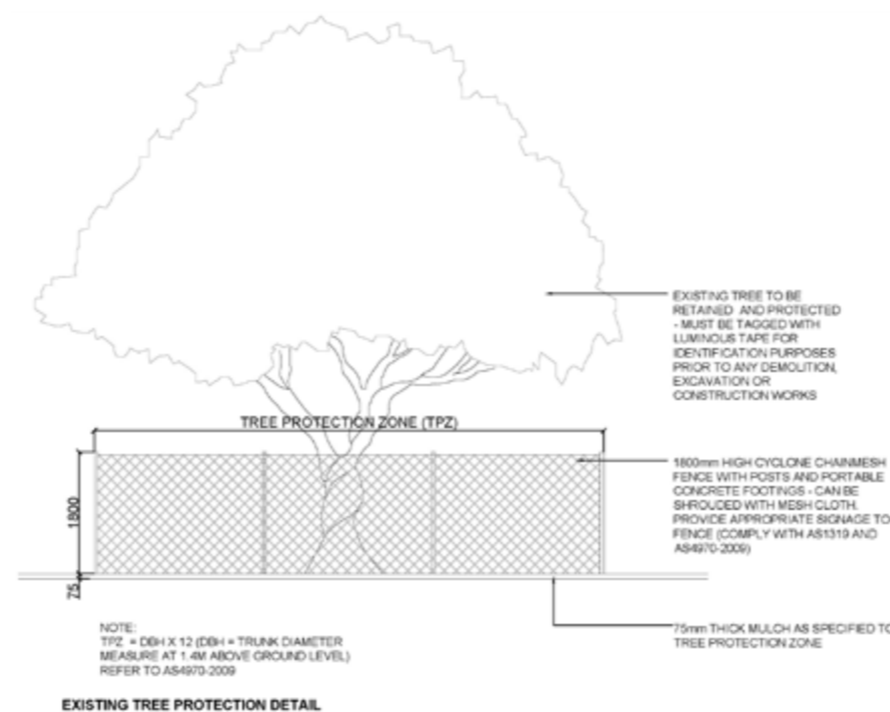 EXISTING TREE TO BE
RETAINED AND PROTECTED
- MUST BE TAGGED WITH
LUMINOUS TAPE FOR
IDENTIFICATION PURPOSES
PRIOR TO ANY DEMOLITION,
EXCAVATION OR
CONSTRUCTION WORKS
TREE PROTECTION ZONE (TPZ)
1800mm HIGH CYCLONE CHAINMESH
FENCE WITH POSTS AND PORTABLE
CONCRETE FOOTINGS - CAN BE
SHROUDED WITH MESH CLOTH.
PROVIDE APPROPRIATE SIGNAGE TO
FENCE (COMPLY WITH AS1319 AND
AS4970-2009)
1800
75
75mm THICK MULCH AS SPECIFIED TO
TREE PROTECTION ZONE
NOTE:
TPZ = DBH X 12 (DBH = TRUNK DIAMETER
MEASURE AT 1.4M ABOVE GROUND LEVEL)
REFER TO AS4970-2009
EXISTING TREE PROTECTION DETAIL